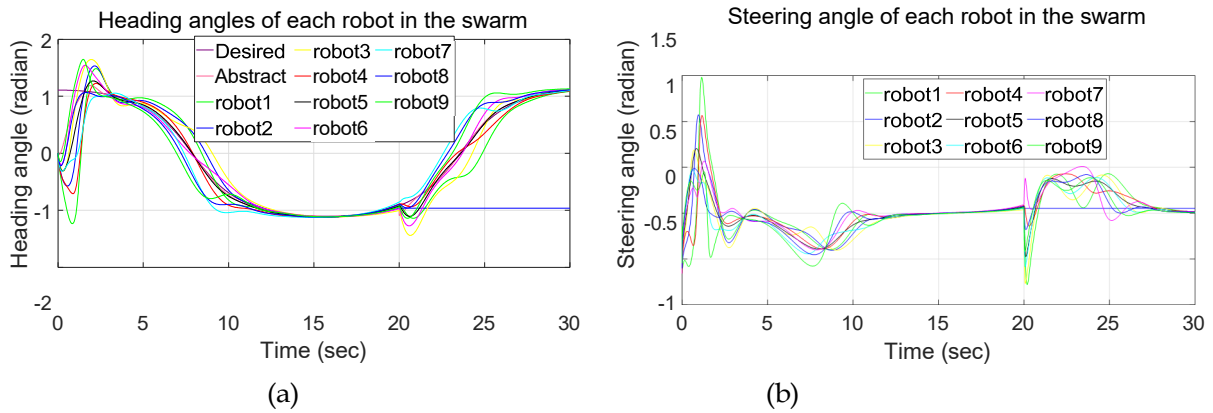 Heading angles of each robot in the swarm
2
1
0
-1
-2
Heading angle (radian)
Desired
Abstract
robot1
robot2
robot3
robot4
robot5
robot6
robot7
robot8
robot9
0 5 10 15 20 25 30
Time (sec)
(a)
Steering angle of each robot in the swarm
1.5
1
0.5
0
-0.5
-1
Steering angle (radian)
robot1 robot4 robot7
robot2 robot5 robot8
robot3 robot6 robot9
0 5 10 15 20 25 30
Time (sec)
(b)